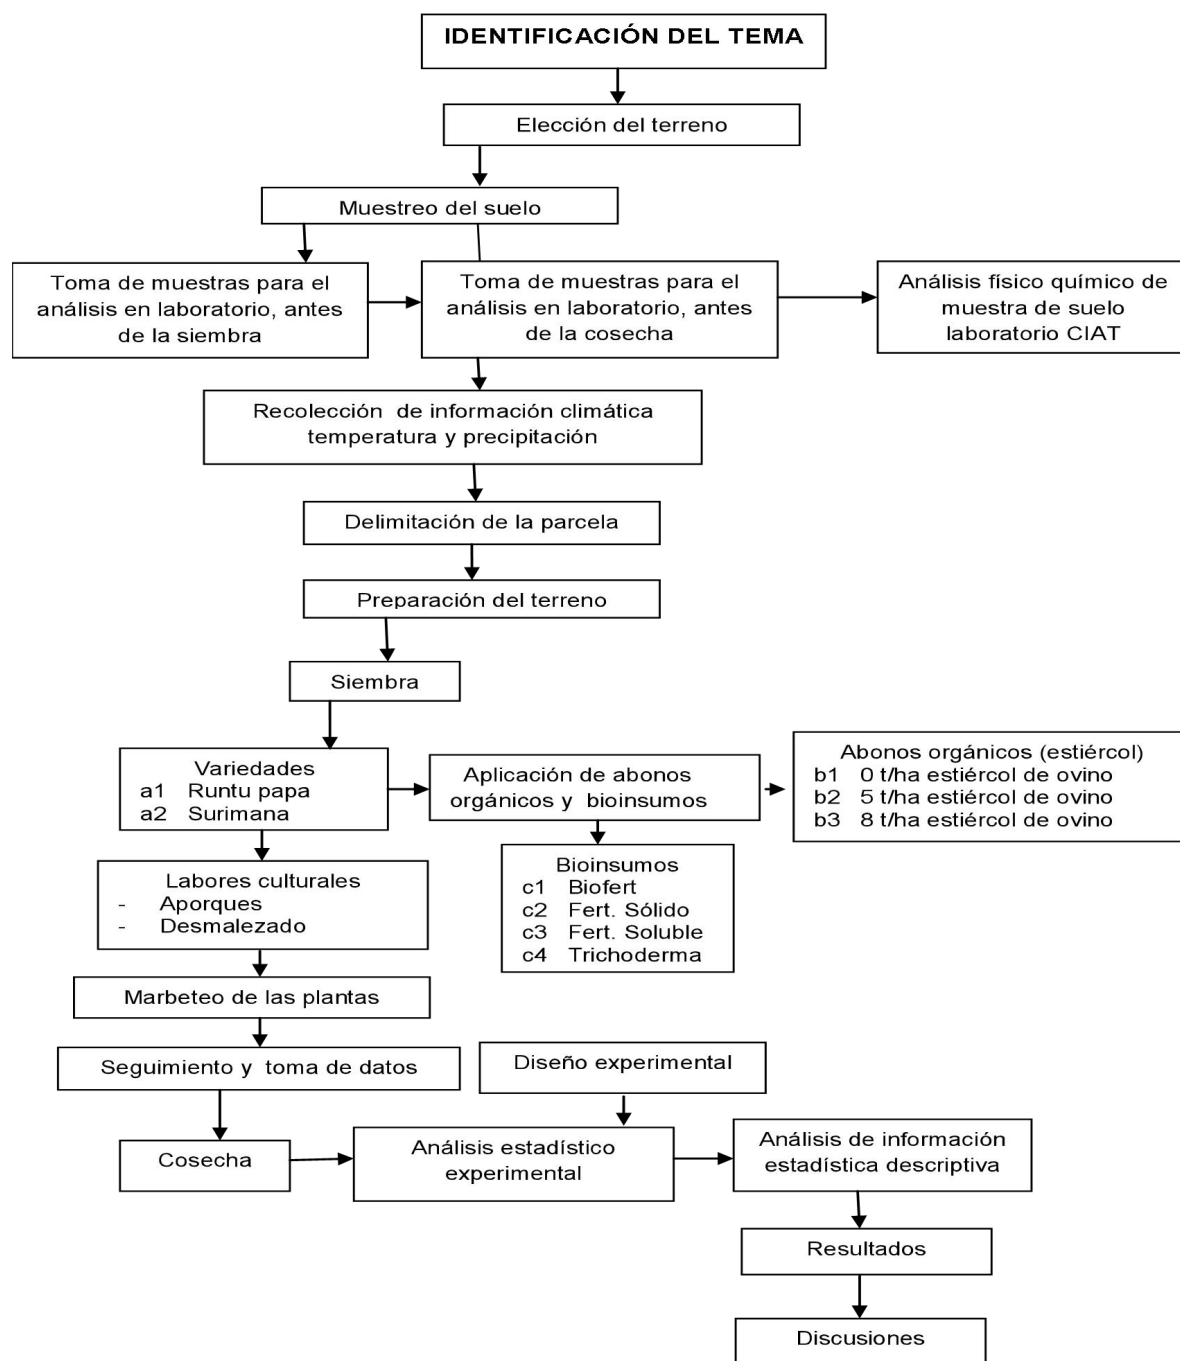 IDENTIFICACIÓN DEL TEMA
Elección del terreno
Muestreo del suelo
Toma de muestras para el
análisis en laboratorio, antes
de la siembra
Toma de muestras para el
análisis en laboratorio, antes
de la cosecha
Análisis físico químico de
muestra de suelo
laboratorio CIAT
Recolección de información climática
temperatura y precipitación
Delimitación de la parcela
Preparación del terreno
Siembra
Variedades
a1 Runtu papa
a2 Surimana
Aplicación de abonos
orgánicos y bioinsumos
Abonos orgánicos (estiércol)
b1 0 t/ha estiércol de ovino
b2 5 t/ha estiércol de ovino
b3 8 t/ha estiércol de ovino
Bioinsumos
c1 Biofert
c2 Fert. Sólido
c3 Fert. Soluble
c4 Trichoderma
Labores culturales
- Aporques
- Desmalezado
Marbeteo de las plantas
Seguimiento y toma de datos
Diseño experimental
Cosecha
Análisis estadístico
experimental
Análisis de información
estadística descriptiva
Resultados
Discusiones